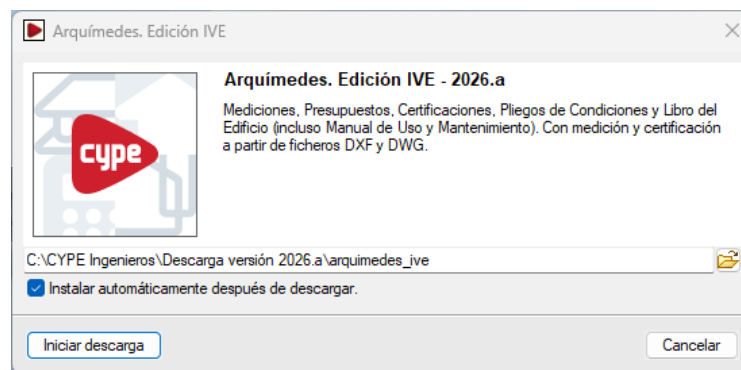 Arquímedes. Edición IVE
Arquímedes. Edición IVE - 2026.a
Mediciones, Presupuestos, Certificaciones, Pliegos de Condiciones y Libro del
Edificio (incluso Manual de Uso y Mantenimiento). Con medición y certificación
a partir de ficheros DXF y DWG.
cype
C:\CYPE Ingenieros\Descarga versión 2026.a\arquimedes_ive
Instalar automáticamente después de descargar.
Iniciar descarga
Cancelar